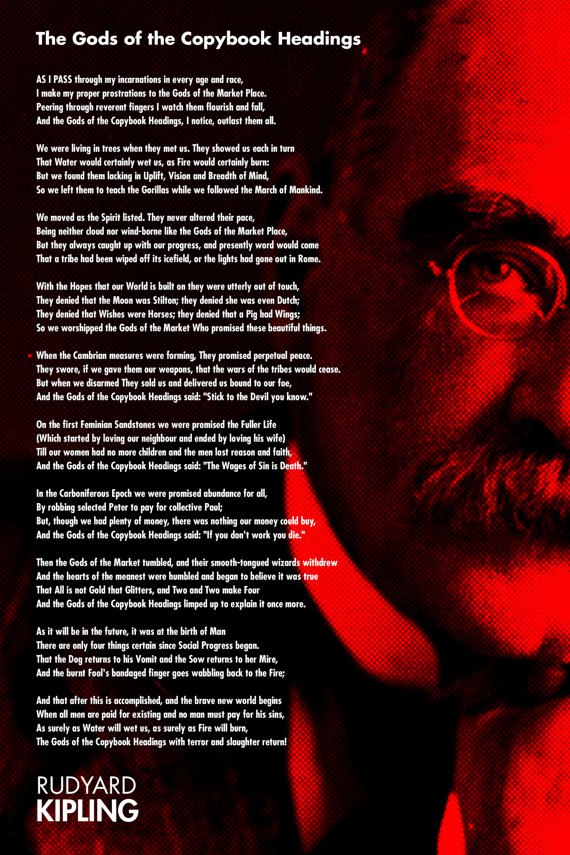 The Gods of the Copybook Headings
AS I PASS through my incarnations in every age and race,
I make my proper prostrations to the Gods of the Market Place.
Peering through reverent fingers I watch them flourish and fall,
And the Gods of the Copybook Headings, I notice, outlast them all.
We were living in trees when they met us. They showed us each in turn
That Water would certainly wet us, as Fire would certainly burn:
But we found them lacking in Uplift, Vision and Breadth of Mind,
So we left them to teach the Gorillas while we followed the March of Mankind.
We moved as the Spirit listed. They never altered their pace,
Being neither cloud nor wind-borne like the Gods of the Market Place,
But they always caught up with our progress, and presently word would come
That a tribe had been wiped off its icefield, or the lights had gone out in Rome.
With the Hopes that our World is built on they were utterly out of touch,
They denied that the Moon was Stilton; they denied she was even Dutch;
They denied that Wishes were Horses; they denied that a Pig had Wings;
So we worshipped the Gods of the Market Who promised these beautiful things.
When the Cambrian measures were forming, They promised perpetual peace.
They swore, if we gave them our weapons, that the wars of the tribes would cease.
But when we disarmed They sold us and delivered us bound to our foe,
And the Gods of the Copybook Headings said: "Stick to the Devil you know."
On the first Feminian Sandstones we were promised the Fuller Life
(Which started by loving our neighbour and ended by loving his wife)
Till our women had no more children and the men lost reason and faith,
And the Gods of the Copybook Headings said: "The Wages of Sin is Death."
In the Carboniferous Epoch we were promised abundance for all,
By robbing selected Peter to pay for collective Paul;
But, though we had plenty of money, there was nothing our money could buy,
And the Gods of the Copybook Headings said: "If you don't work you die."
Then the Gods of the Market tumbled, and their smooth-tongued wizards withdrew
And the hearts of the meanest were humbled and began to believe it was true
That All is not Gold that Glitters, and Two and Two make Four
And the Gods of the Copybook Headings limped up to explain it once more.
As it will be in the future, it was at the birth of Man
There are only four things certain since Social Progress began.
That the Dog returns to his Vomit and the Sow returns to her Mire,
And the burnt Fool's bandaged finger goes wabbling back to the Fire;
And that after this is accomplished, and the brave new world begins
When all men are paid for existing and no man must pay for his sins,
As surely as Water will wet us, as surely as Fire will burn,
The Gods of the Copybook Headings with terror and slaughter return!
RUDYARD
KIPLING